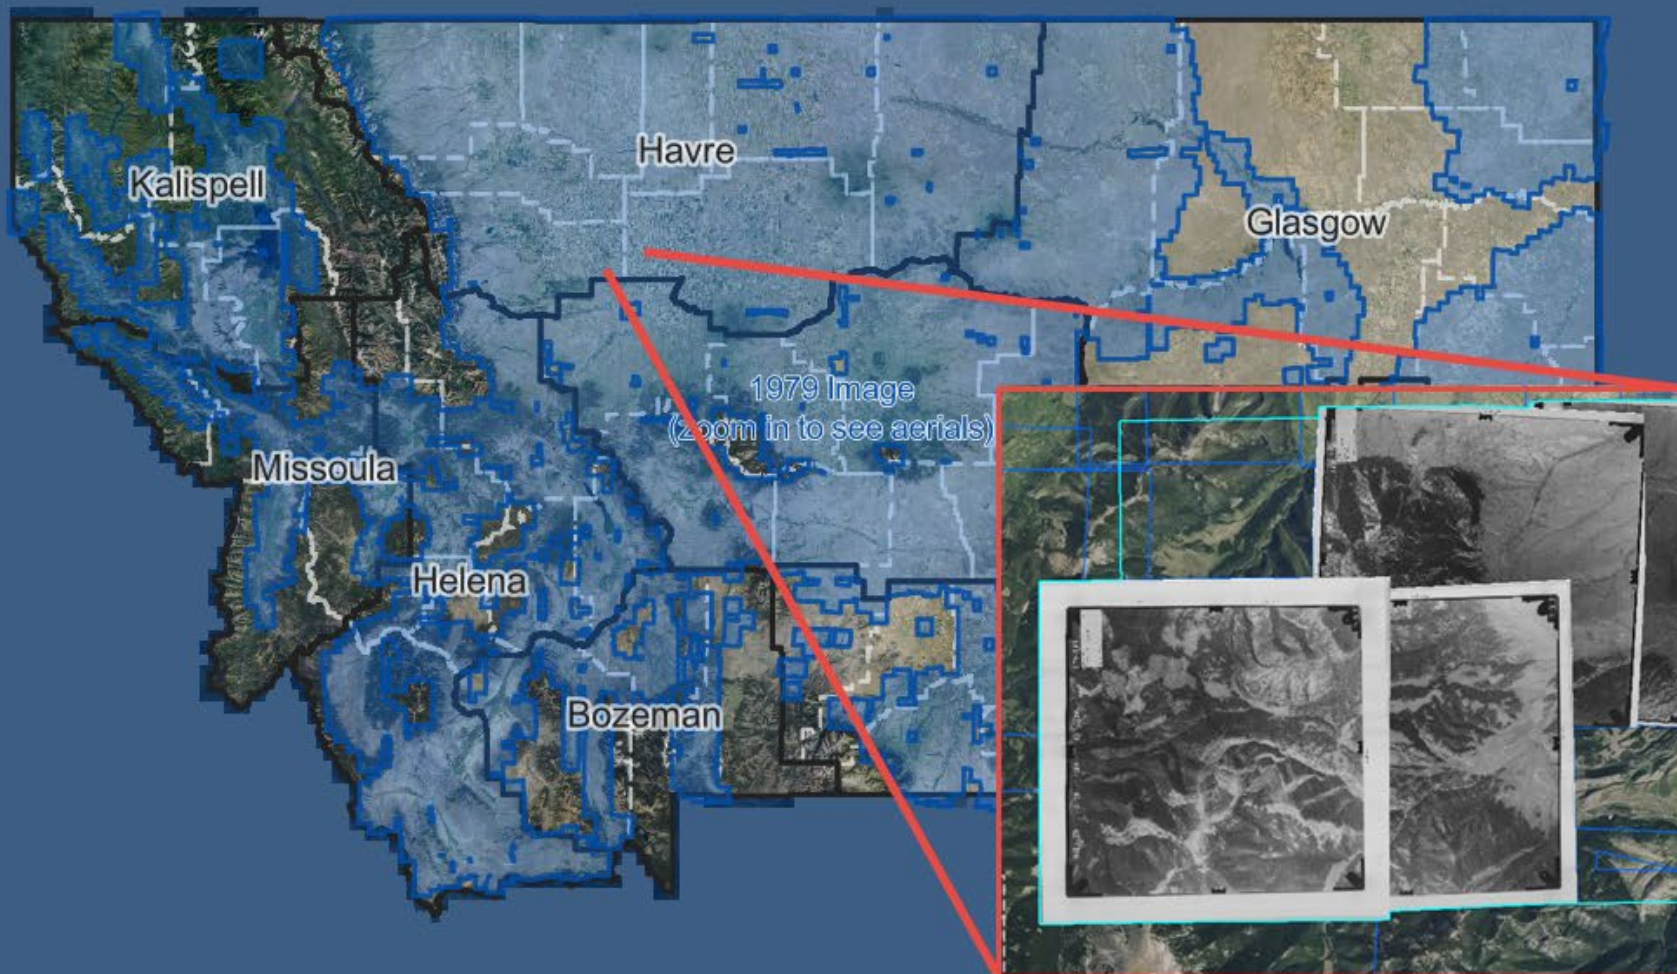 Havre
Kalispell
Glasgow
1979 Image
(Zoom in to see aerials)
Missoula
Helena
Bozeman